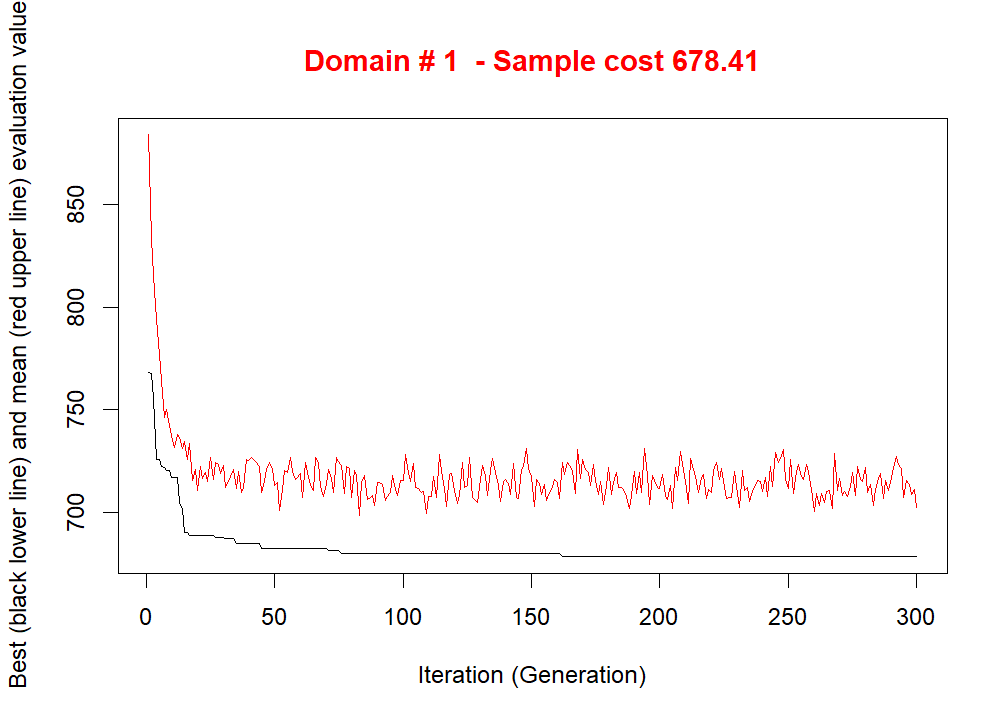 Domain # 1  - Sample cost 678.41
Best (black lower line) and mean (red upper line) evaluation value
850
800
750
700
0 50 100 150 200 250 300
Iteration (Generation)